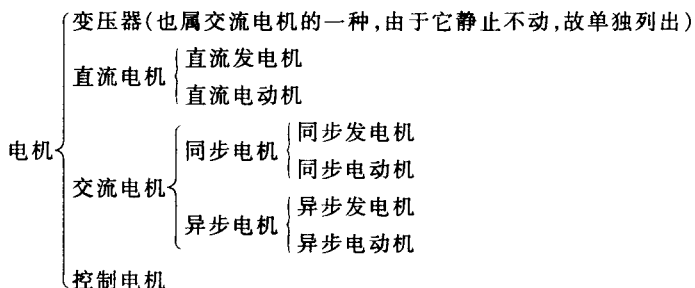 变压器(也属交流电机的一种,由于它静止不动,故单独列出)
直流发电机
直流电机
直流电动机
同步发电机
同步电机
同步电动机
电机
交流电机
异步发电机
异步电机
异步电动机
控制电机